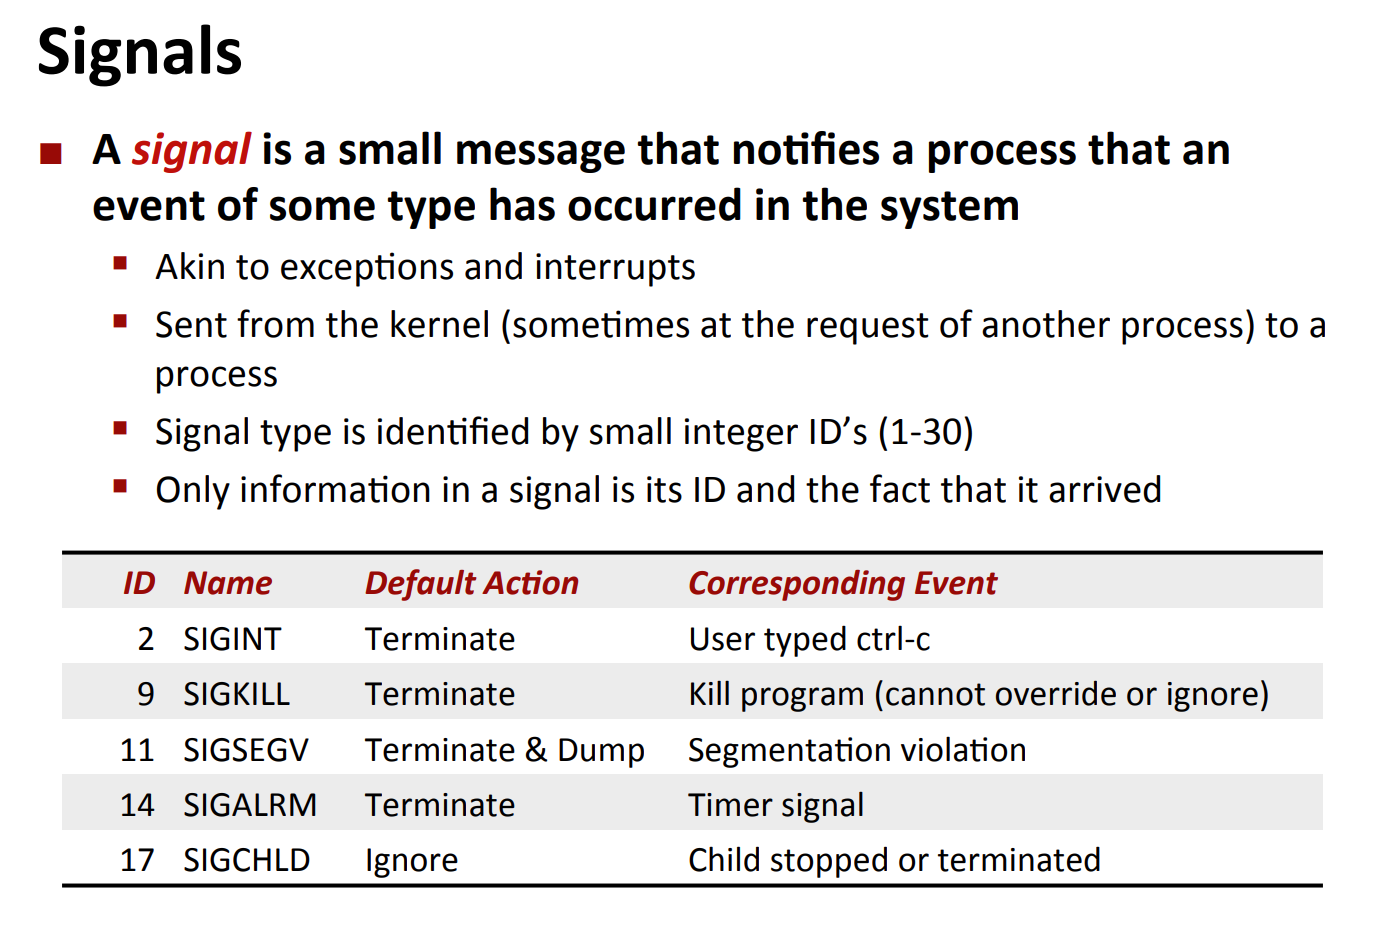 Signals
A signal is a small message that notifies a process that an
event of some type has occurred in the system
Akin to exceptions and interrupts
Sent from the kernel (sometimes at the request of another process) to a
process
Signal type is identified by small integer ID’s (1-30)
Only information in a signal is its ID and the fact that it arrived
ID Name Default Action Corresponding Event
2 SIGINT Terminate User typed ctrl-c
9 SIGKILL Terminate Kill program (cannot override or ignore)
11 SIGSEGV Terminate & Dump Segmentation violation
14 SIGALRM Terminate Timer signal
17 SIGCHLD Ignore Child stopped or terminated